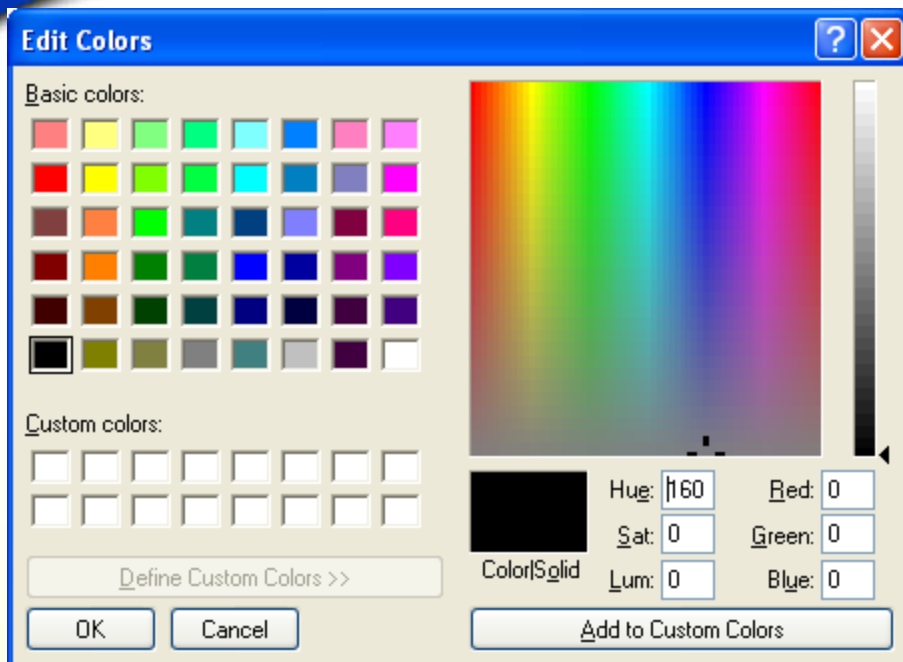 Edit Colors
?
Basic colors:
Custom colors:
Define Custom Colors >>
OK
Cancel
Color|Solid
Hue: 160
Sat: 0
Lum: 0
Red: 0
Green: 0
Blue: 0
Add to Custom Colors